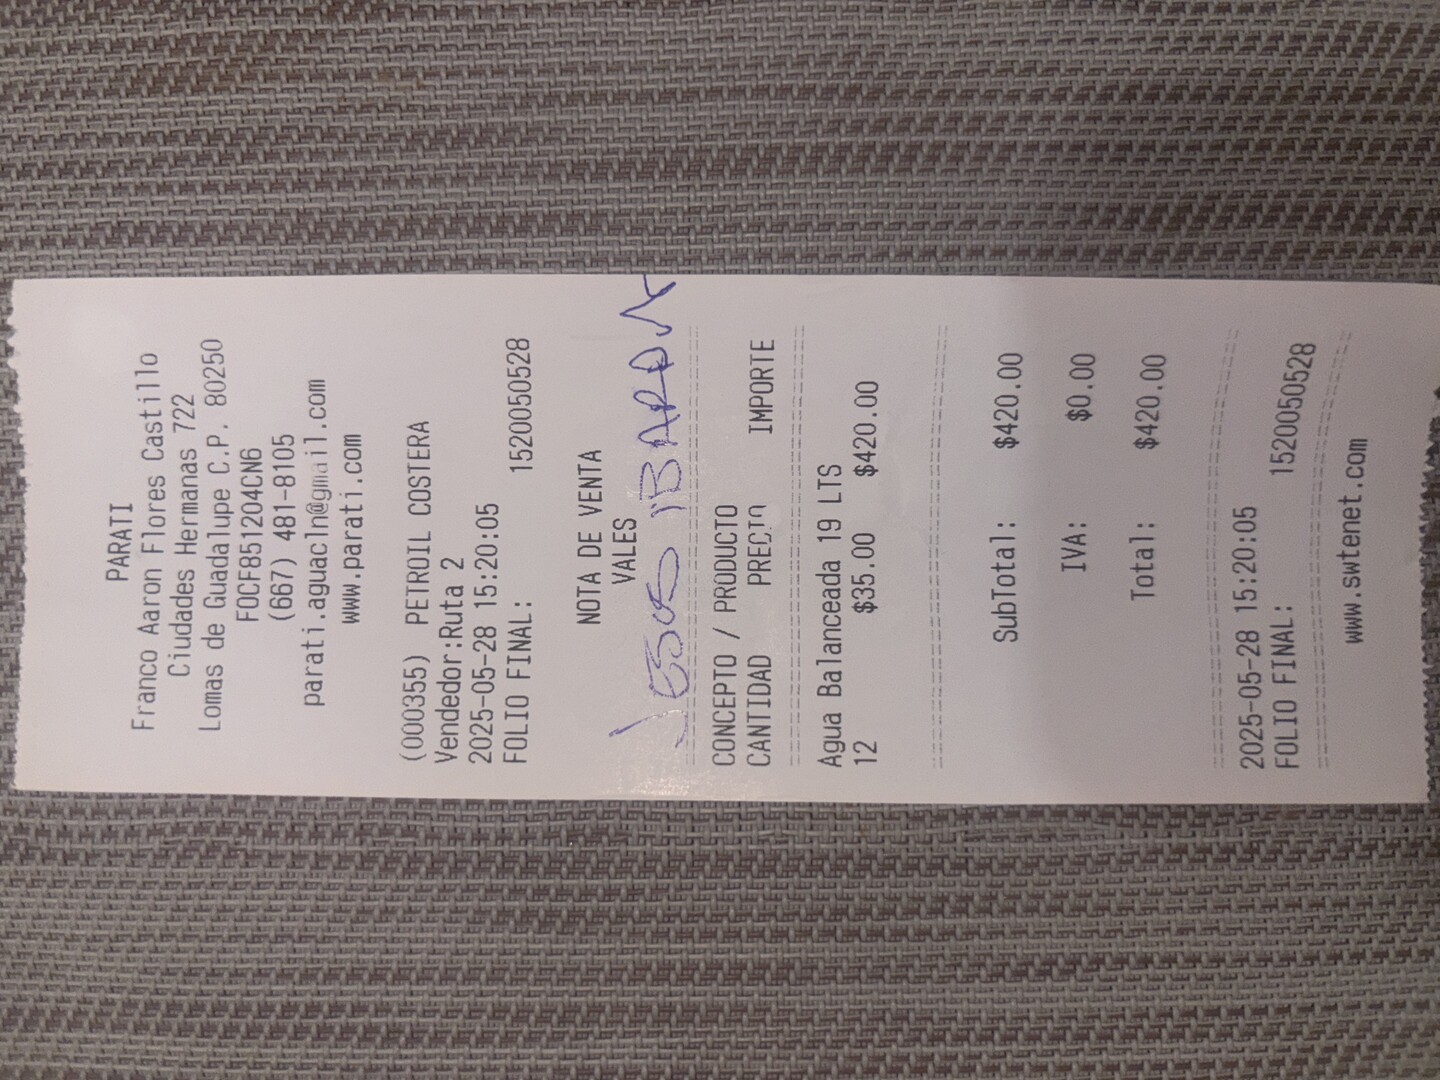 PARATI
Franco Aaron Flores Castillo
Ciudades Hermanas 722
Lomas de Guadalupe C.P. 80250
FOCF851204CN6
(667) 481-8105
parati.aguacln@gmail.com
www.parati.com
(000355) PETROIL COSTERA
Vendedor:Ruta 2
2025-05-28 15:20:05
FOLIO FINAL: 1520050528
NOTA DE VENTA
VALES
JESUS IBARRA
CONCEPTO / PRODUCTO
CANTIDAD PRECIO IMPORTE
Agua Balanceada 19 LTS
12 $35.00 $420.00
SubTotal: $420.00
IVA: $0.00
Total: $420.00
2025-05-28 15:20:05
FOLIO FINAL: 1520050528
www.swtenet.com